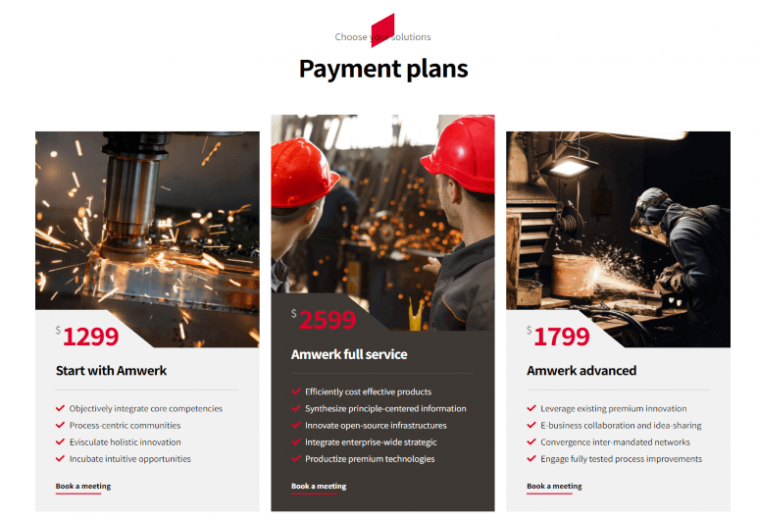 Choose your solutions
Payment plans
$1299
Start with Amwerk
Objectively integrate core competencies
Process-centric communities
Evisculate holistic innovation
Incubate intuitive opportunities
Book a meeting
$2599
Amwerk full service
Efficiently cost effective products
Synthesize principle-centered information
Innovate open-source infrastructures
Integrate enterprise-wide strategic
Productize premium technologies
Book a meeting
$1799
Amwerk advanced
Leverage existing premium innovation
E-business collaboration and idea-sharing
Convergence inter-mandated networks
Engage fully tested process improvements
Book a meeting